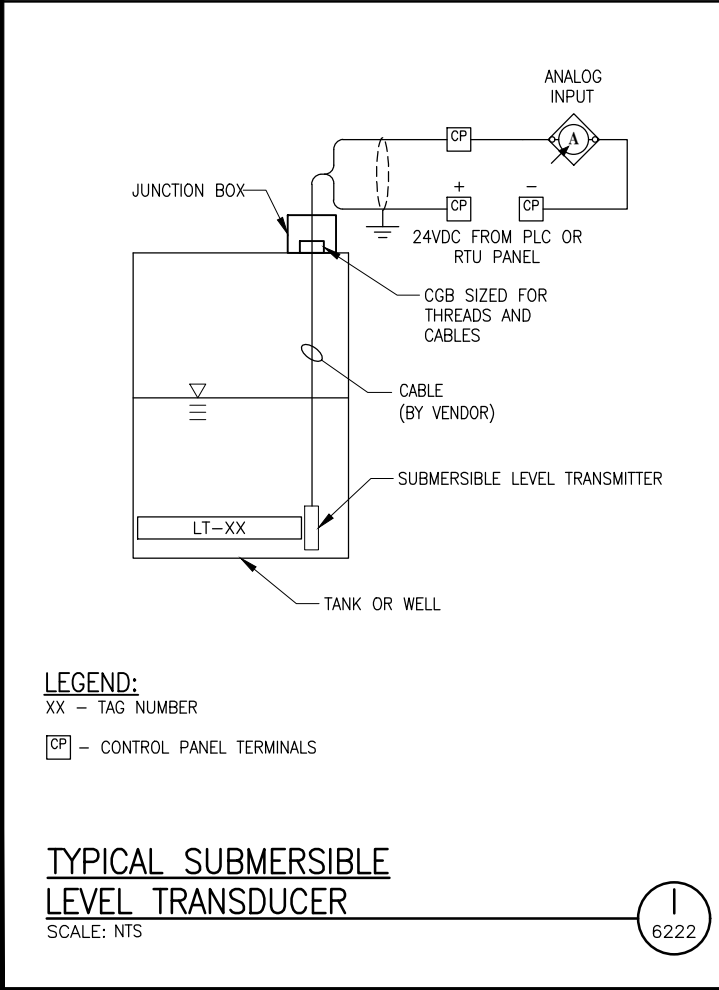 ANALOG
INPUT
CP
A
JUNCTION BOX
+
−
CP
CP
24VDC FROM PLC OR
RTU PANEL
CGB SIZED FOR
THREADS AND
CABLES
CABLE
(BY VENDOR)
SUBMERSIBLE LEVEL TRANSMITTER
LT−XX
TANK OR WELL
LEGEND:
XX − TAG NUMBER
CP − CONTROL PANEL TERMINALS
TYPICAL SUBMERSIBLE
LEVEL TRANSDUCER
SCALE: NTS
I
6222